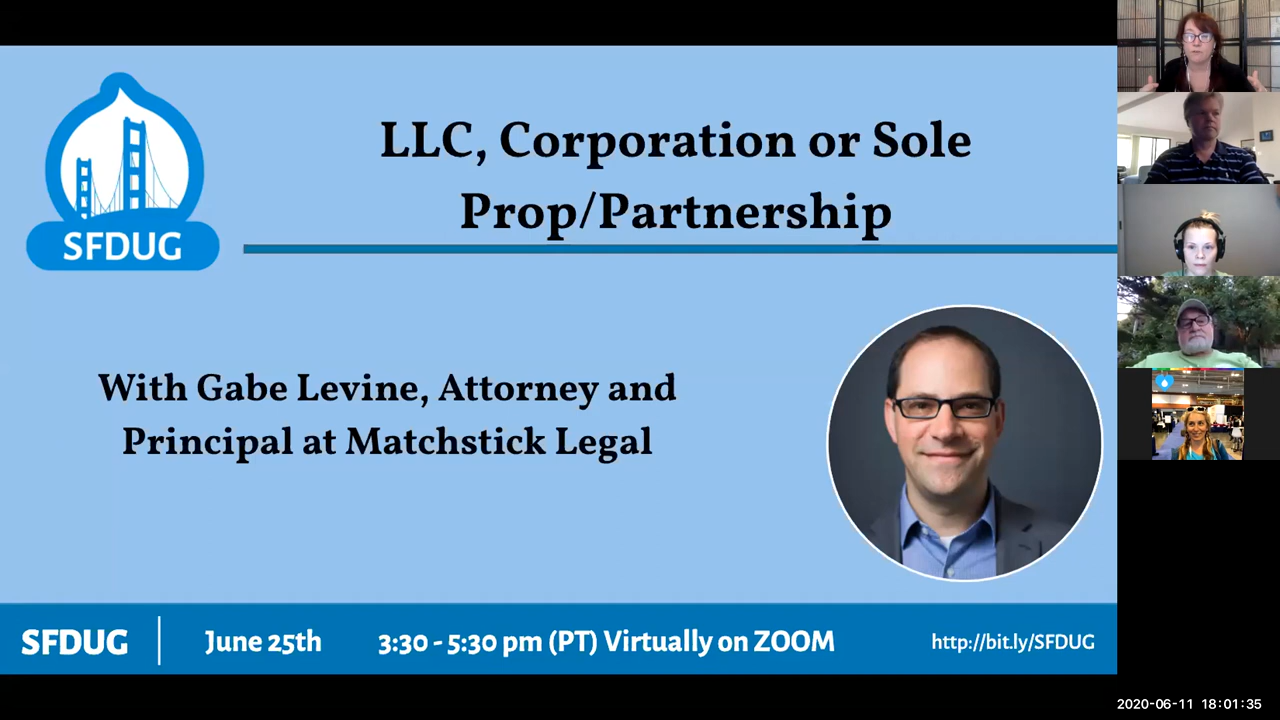 SFDUG
LLC, Corporation or Sole
Prop/Partnership
With Gabe Levine, Attorney and
Principal at Matchstick Legal
SFDUG
June 25th
3:30 - 5:30 pm (PT) Virtually on ZOOM
http://bit.ly/SFDUG
2020-06-11 18:01:35